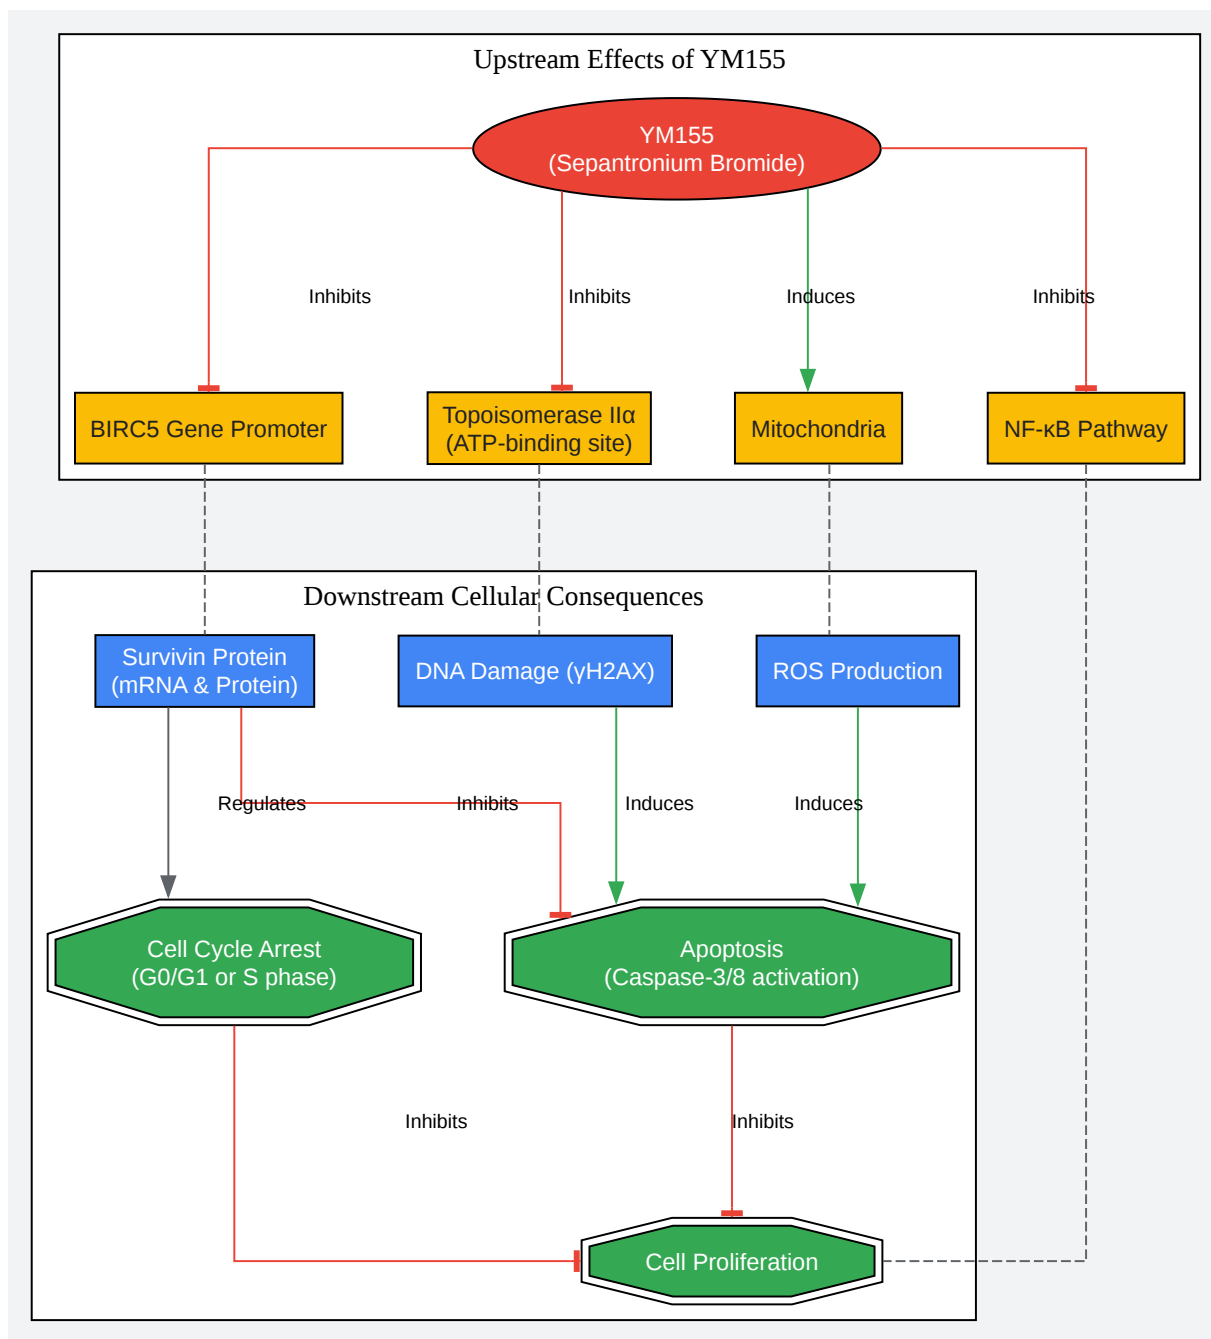 Upstream Effects of YM155
YM155
(Sepantronium Bromide)
Inhibits
Inhibits
Induces
Inhibits
BIRC5 Gene Promoter
Topoisomerase IIα
(ATP-binding site)
Mitochondria
NF-κB Pathway
Downstream Cellular Consequences
Survivin Protein
(mRNA & Protein)
DNA Damage (γH2AX)
ROS Production
Regulates
Inhibits
Induces
Induces
Cell Cycle Arrest
(G0/G1 or S phase)
Apoptosis
(Caspase-3/8 activation)
Inhibits
Inhibits
Cell Proliferation